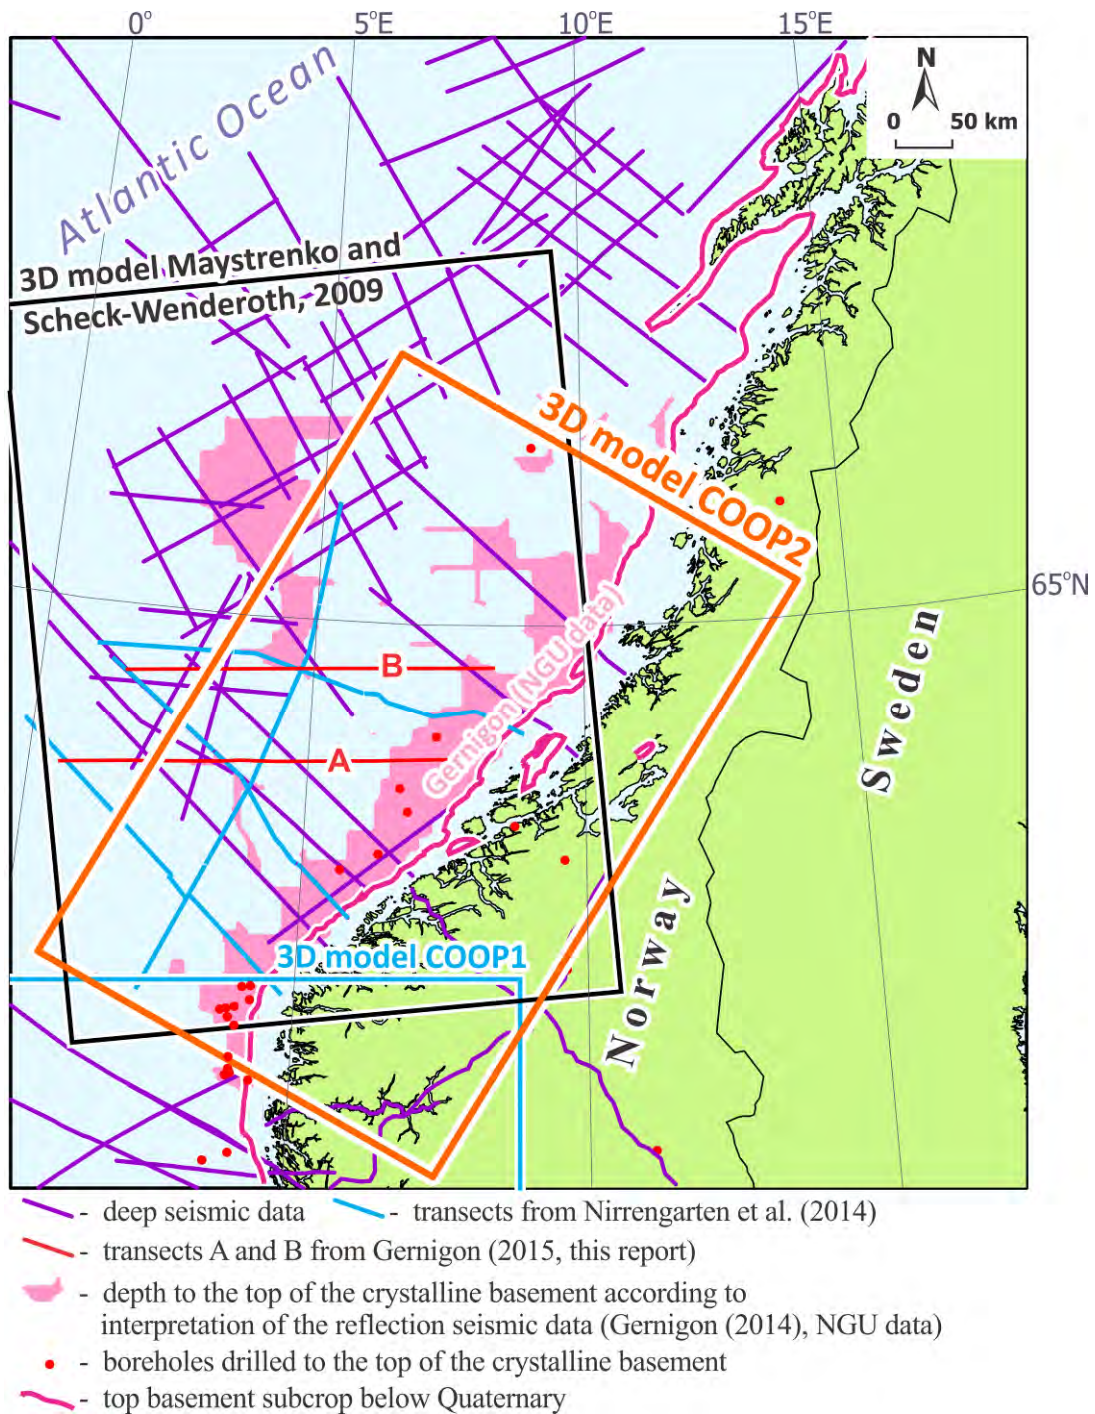 0°
5°E
10°E
15°E
N
0 50 km
Atlantic Ocean
3D model Maystrenko and
Scheck-Wenderoth, 2009
3D model COOP2
65°N
Gernigon (NGU data)
B
A
Sweden
Norway
3D model COOP1
- deep seismic data
- transects from Nirrengarten et al. (2014)
- transects A and B from Gernigon (2015, this report)
- depth to the top of the crystalline basement according to
interpretation of the reflection seismic data (Gernigon (2014), NGU data)
- boreholes drilled to the top of the crystalline basement
- top basement subcrop below Quaternary